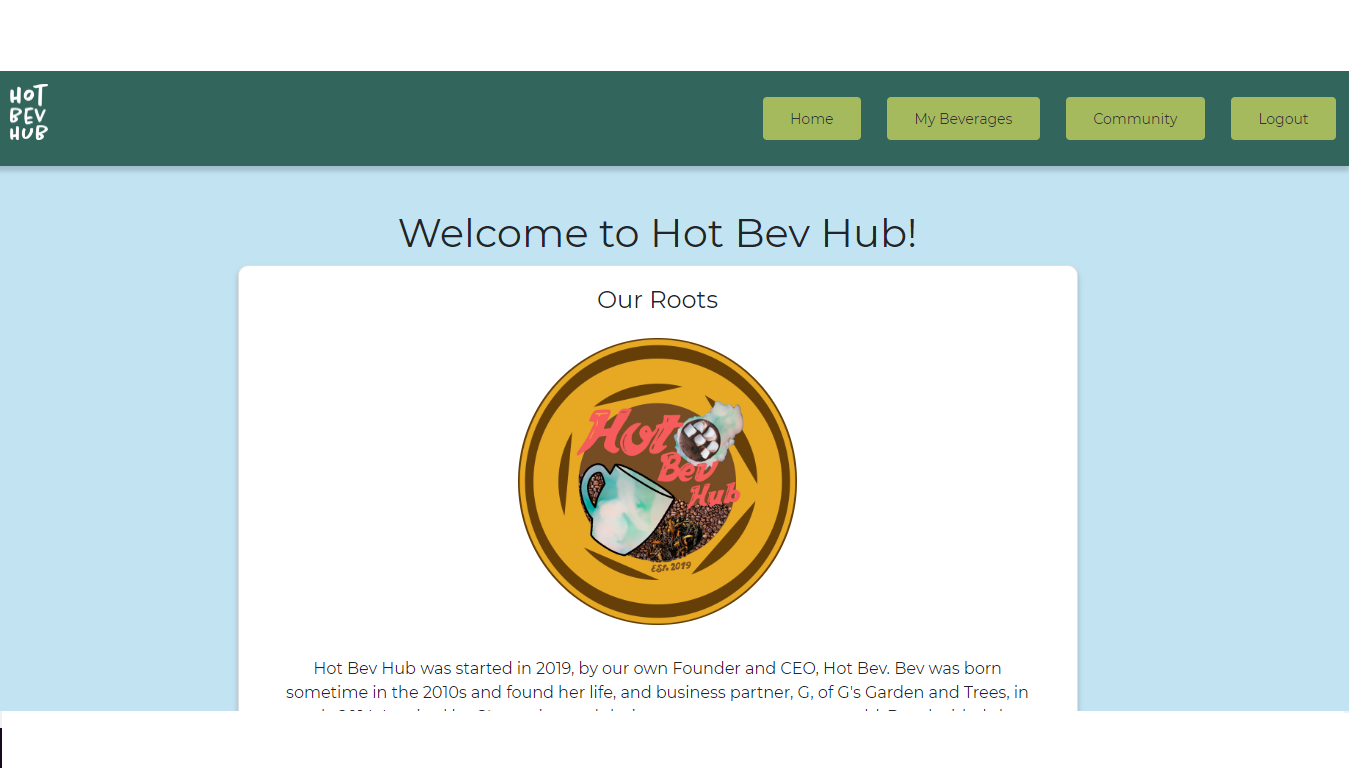 HOT
BEV
HUB
Home
My Beverages
Community
Logout
Welcome to Hot Bev Hub!
Our Roots
Hot
Bev
Hub
EST. 2019
Hot Bev Hub was started in 2019, by our own Founder and CEO, Hot Bev. Bev was born
sometime in the 2010s and found her life, and business partner, G, of G's Garden and Trees, in